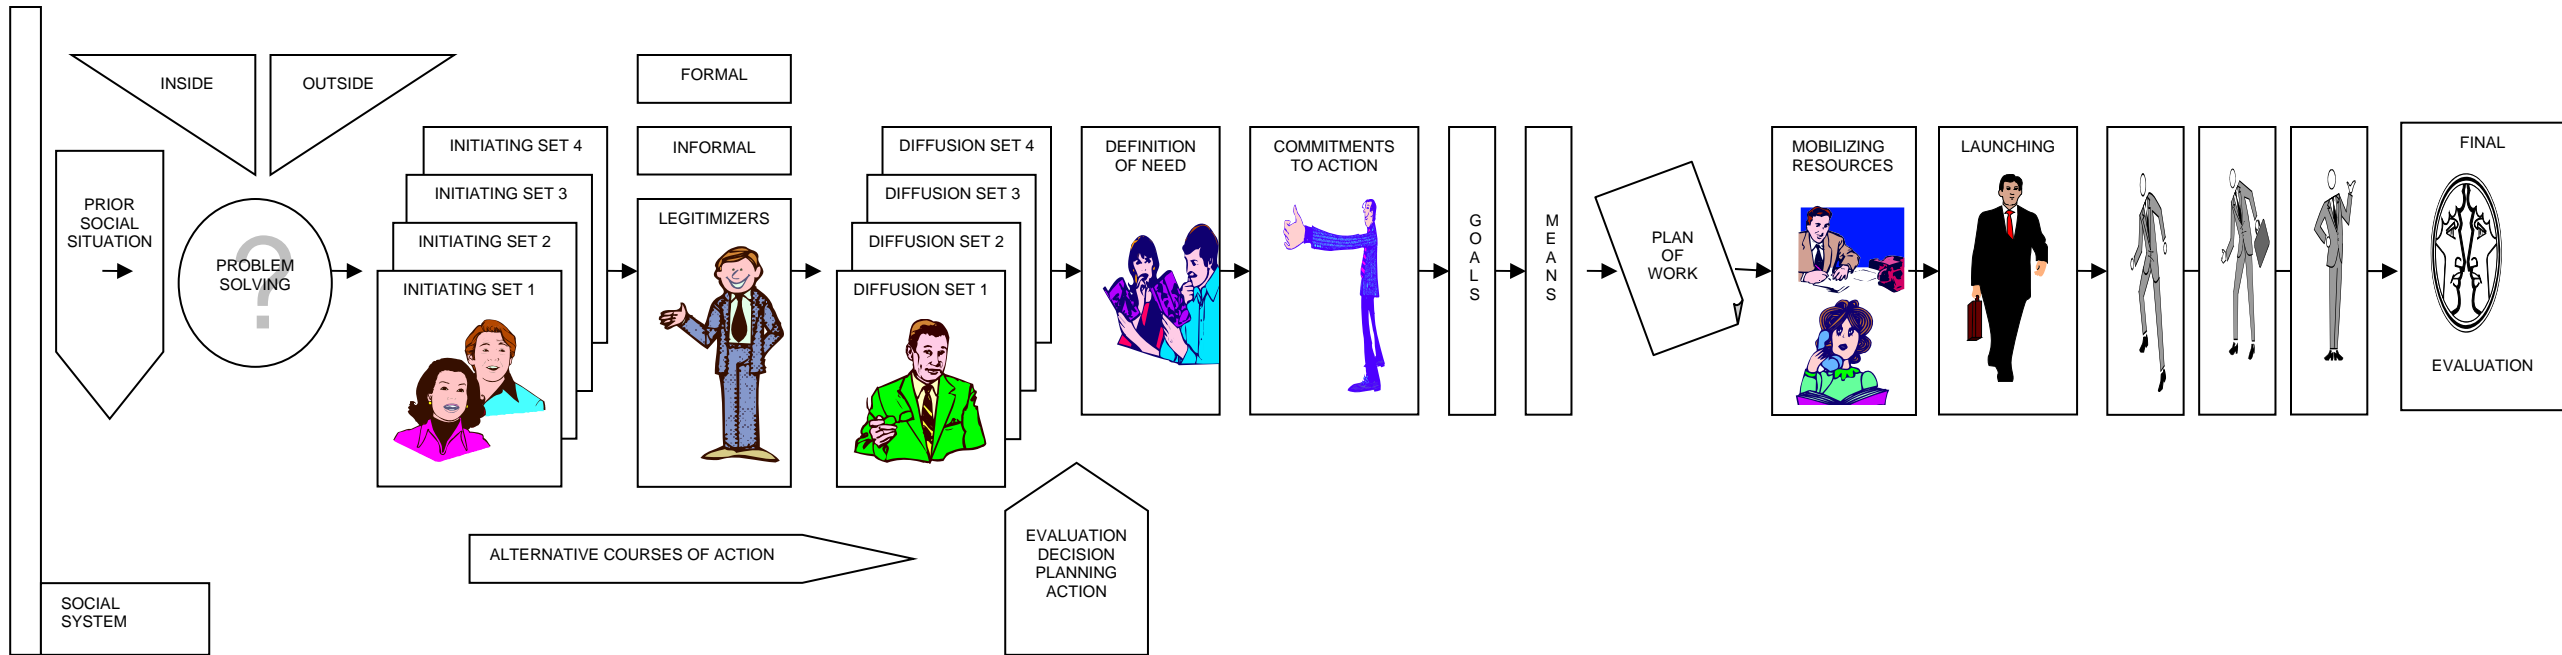 INSIDE
OUTSIDE
PRIOR
SOCIAL
SITUATION
?
PROBLEM
SOLVING
INITIATING SET 4
INITIATING SET 3
INITIATING SET 2
INITIATING SET 1
FORMAL
INFORMAL
LEGITIMIZERS
DIFFUSION SET 4
DIFFUSION SET 3
DIFFUSION SET 2
DIFFUSION SET 1
DEFINITION
OF NEED
COMMITMENTS
TO ACTION
G
O
A
L
S
M
E
A
N
S
PLAN
OF
WORK
MOBILIZING
RESOURCES
LAUNCHING
FINAL
EVALUATION
ALTERNATIVE COURSES OF ACTION
EVALUATION
DECISION
PLANNING
ACTION
SOCIAL
SYSTEM